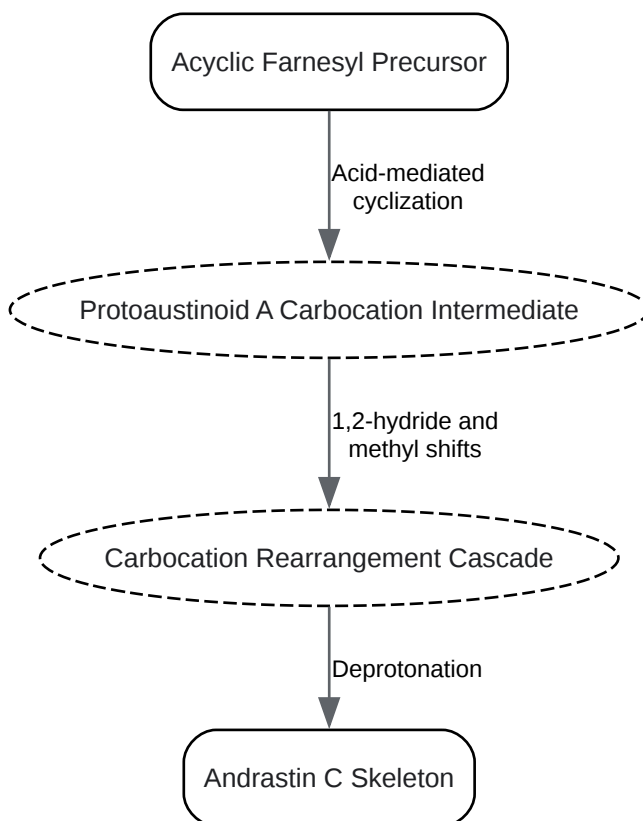 Acyclic Farnesyl Precursor
Acid-mediated
cyclization
Protoaustinoid A Carbocation Intermediate
1,2-hydride and
methyl shifts
Carbocation Rearrangement Cascade
Deprotonation
Andrastin C Skeleton